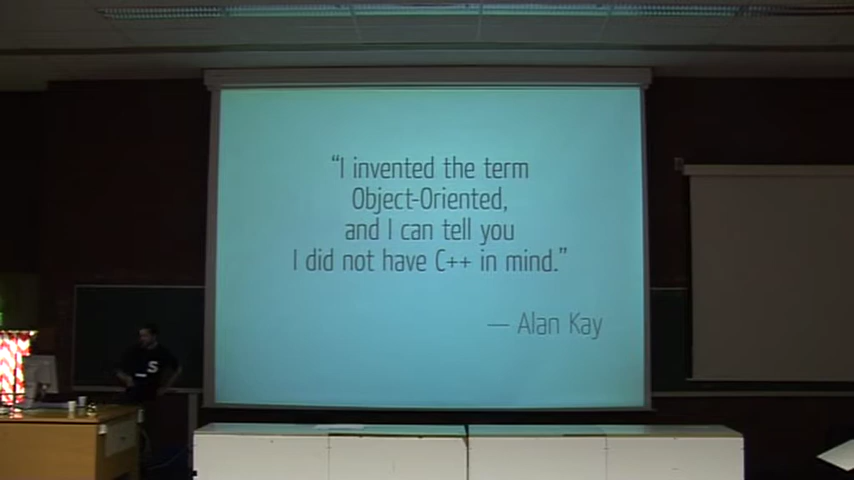 “I invented the term
Object-Oriented,
and I can tell you
I did not have C++ in mind.”
— Alan Kay
S